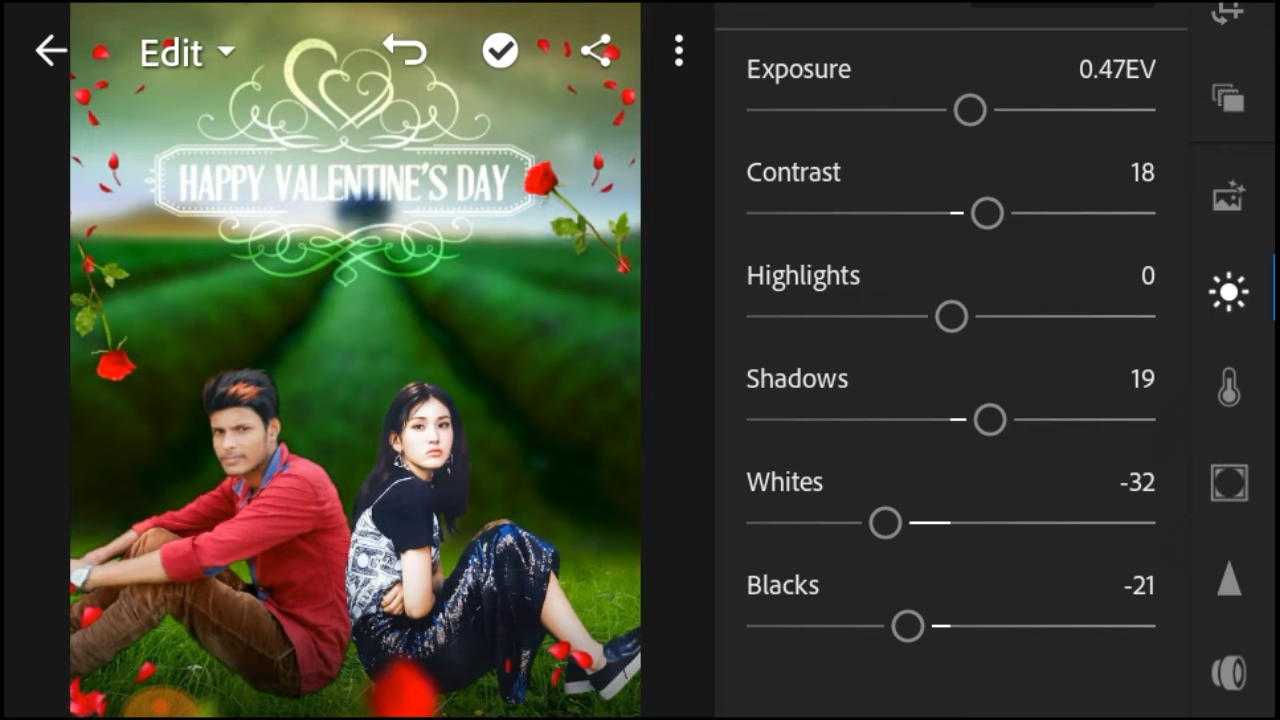 Edit
HAPPY VALENTINE'S DAY
Exposure 0.47EV
Contrast 18
Highlights 0
Shadows 19
Whites -32
Blacks -21